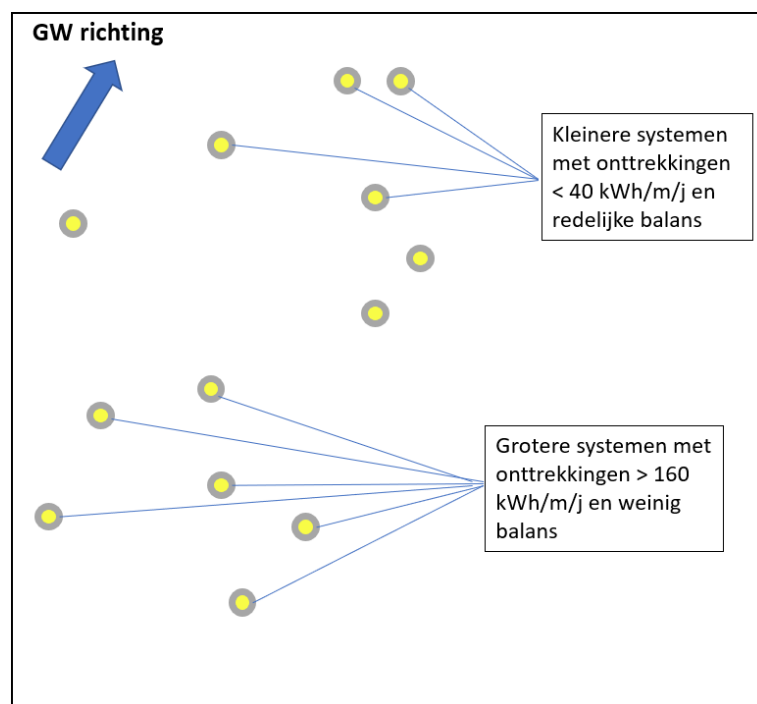 GW richting
Kleinere systemen
met onttrekkingen
< 40 kWh/m/j en
redelijke balans
Grotere systemen met
onttrekkingen > 160
kWh/m/j en weinig
balans